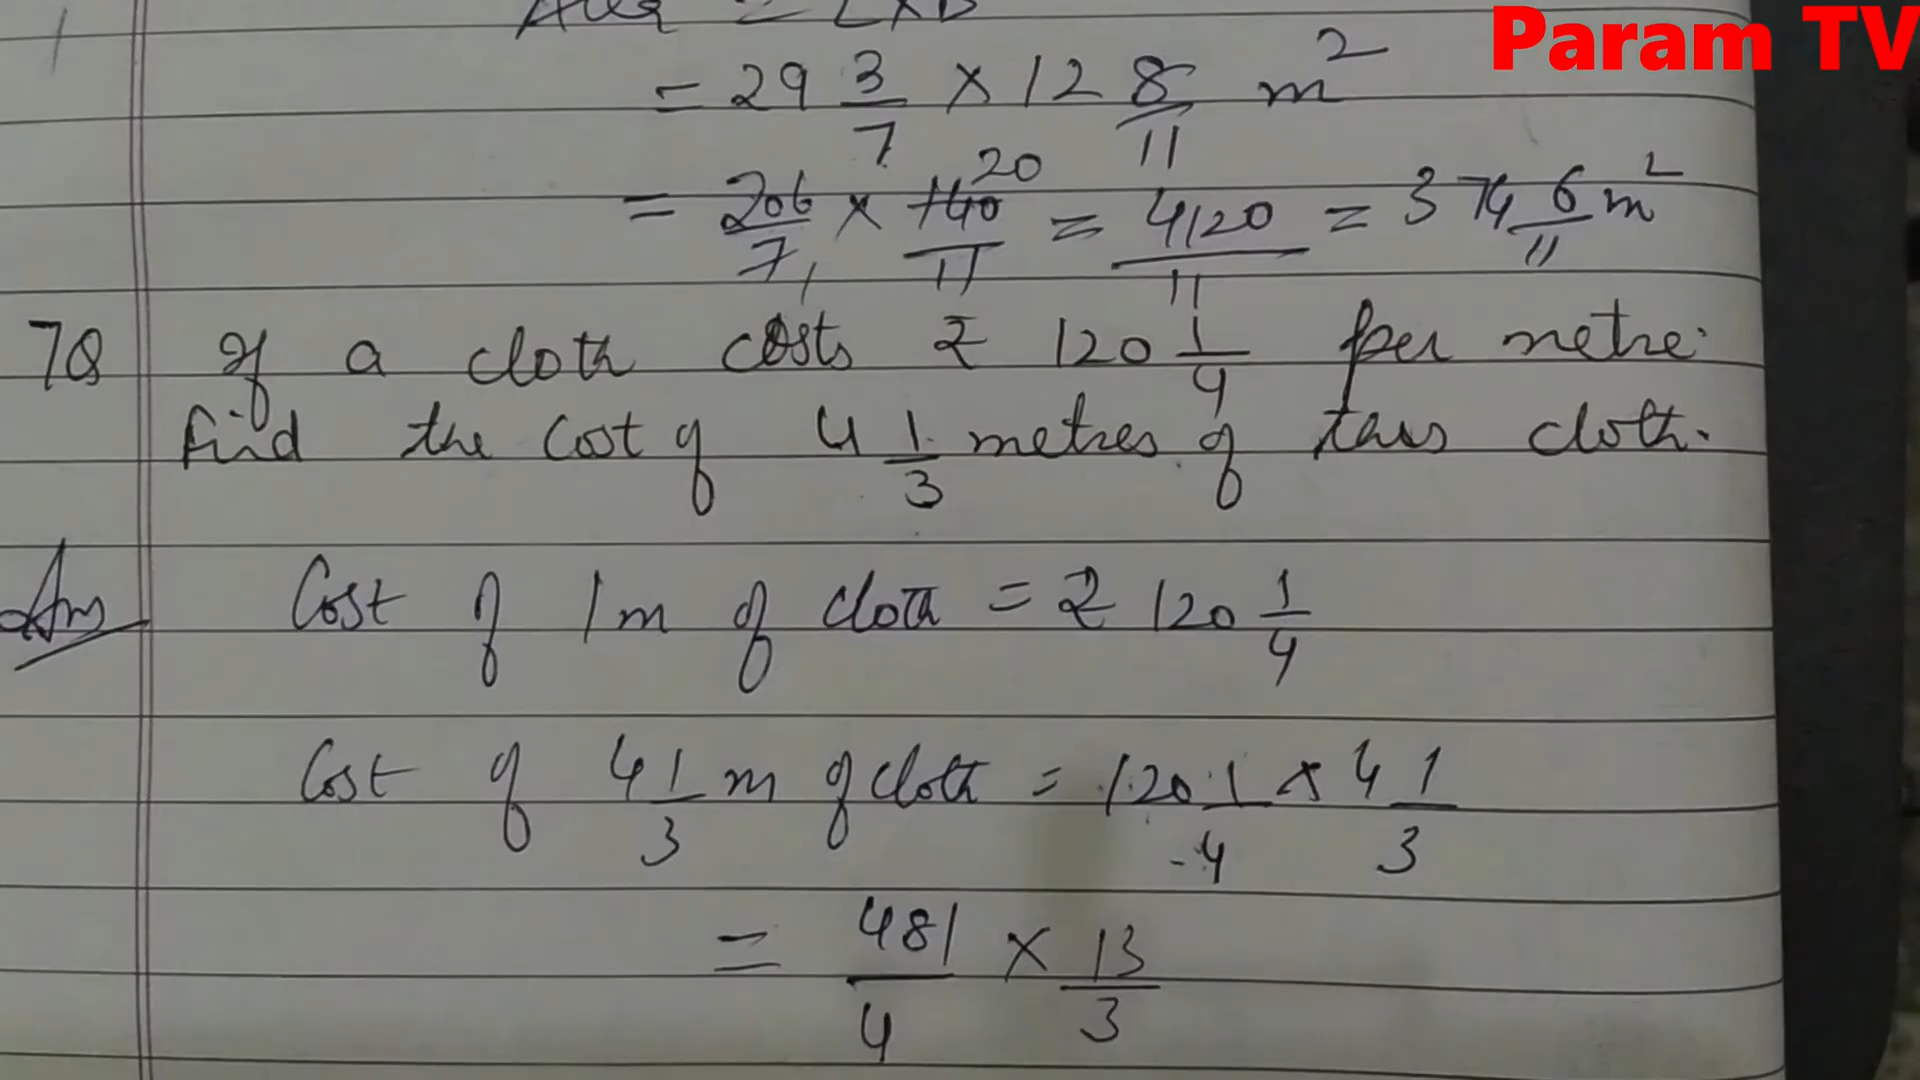 Param TV
Area = L×B
= 29 3/7 × 12 8/11 m²
= 206/7 × 140/11 20 = 4120/11 = 374 6/11 m²
7Q If a cloth costs ₹ 120 1/4 per metre.
find the cost of 4 1/3 metres of this cloth.
Ans Cost of 1m of cloth = ₹ 120 1/4
Cost of 4 1/3 m of cloth = 120 1/4 × 4 1/3
= 481/4 × 13/3